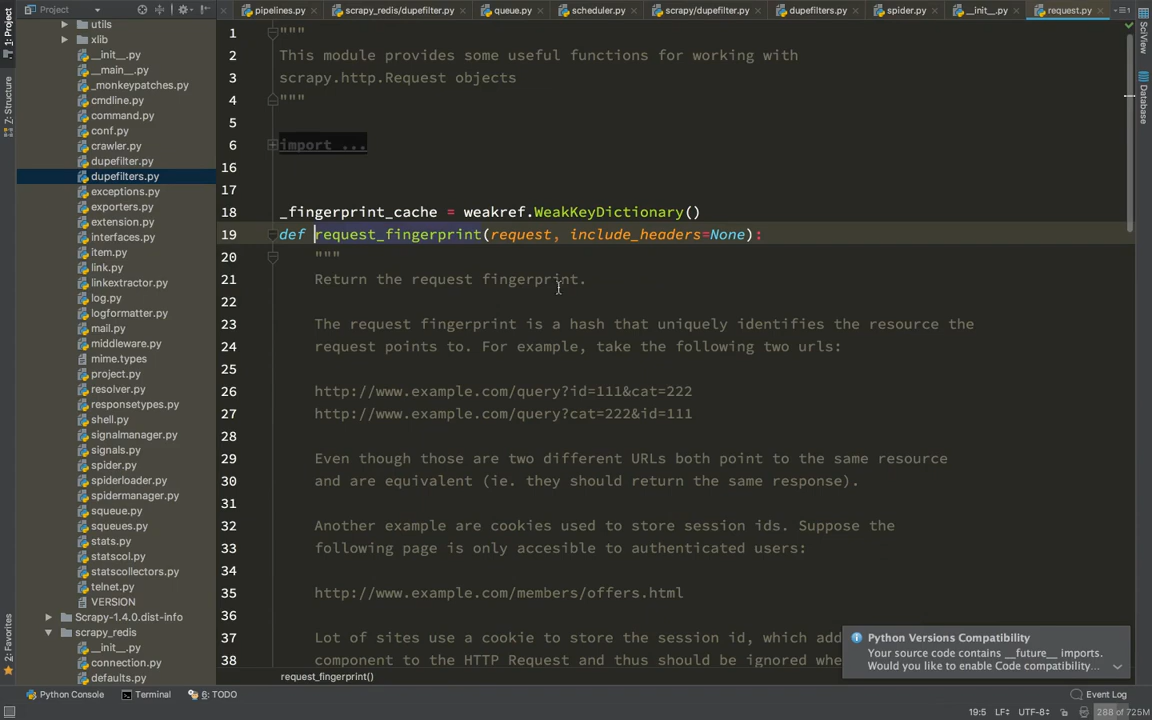 Project
pipelines.py
scrapy_redis/dupefilter.py
queue.py
scheduler.py
scrapy/dupefilter.py
dupefilters.py
spider.py
__init__.py
request.py
1: Project
Z: Structure
2: Favorites
SciView
Database
utils
xlib
__init__.py
__main__.py
_monkeypatches.py
cmdline.py
command.py
conf.py
crawler.py
dupefilter.py
dupefilters.py
exceptions.py
exporters.py
extension.py
interfaces.py
item.py
link.py
linkextractor.py
log.py
logformatter.py
mail.py
middleware.py
mime.types
project.py
resolver.py
responsetypes.py
shell.py
signalmanager.py
signals.py
spider.py
spiderloader.py
spidermanager.py
squeue.py
squeues.py
stats.py
statscol.py
statscollectors.py
telnet.py
VERSION
Scrapy-1.4.0.dist-info
scrapy_redis
__init__.py
connection.py
defaults.py
1 """
2 This module provides some useful functions for working with
3 scrapy.http.Request objects
4 """
5
6 import ...
16
17
18 _fingerprint_cache = weakref.WeakKeyDictionary()
19 def request_fingerprint(request, include_headers=None):
20 """
21 Return the request fingerprint.
22
23 The request fingerprint is a hash that uniquely identifies the resource the
24 request points to. For example, take the following two urls:
25
26 http://www.example.com/query?id=111&cat=222
27 http://www.example.com/query?cat=222&id=111
28
29 Even though those are two different URLs both point to the same resource
30 and are equivalent (ie. they should return the same response).
31
32 Another example are cookies used to store session ids. Suppose the
33 following page is only accesible to authenticated users:
34
35 http://www.example.com/members/offers.html
36
37 Lot of sites use a cookie to store the session id, which add
38 component to the HTTP Request and thus should be ignored whe
Python Versions Compatibility
Your source code contains __future__ imports.
Would you like to enable Code compatibility...
request_fingerprint()
Python Console
Terminal
6: TODO
Event Log
19:5 LF÷ UTF-8÷ 288 of 725M